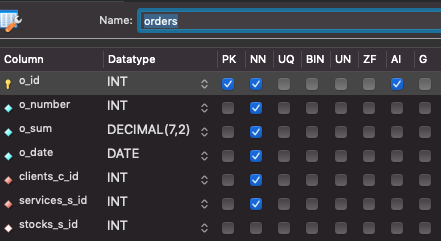 Name: orders
Column Datatype PK NN UQ BIN UN ZF AI G
o_id INT
o_number INT
o_sum DECIMAL(7,2)
o_date DATE
clients_c_id INT
services_s_id INT
stocks_s_id INT